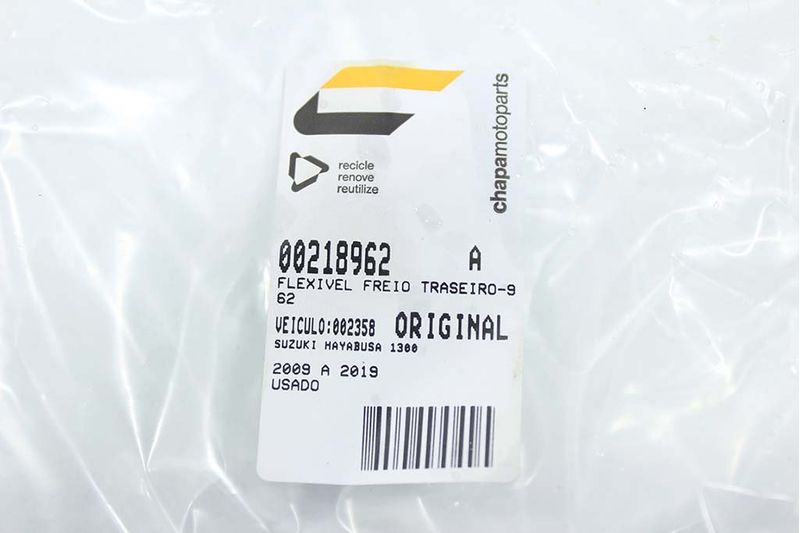 chapamotoparts
recicle
renove
reutilize
00218962 A
FLEXIVEL FREIO TRASEIRO-9
62
VEICULO:002358 ORIGINAL
SUZUKI HAYABUSA 1300
2009 A 2019
USADO